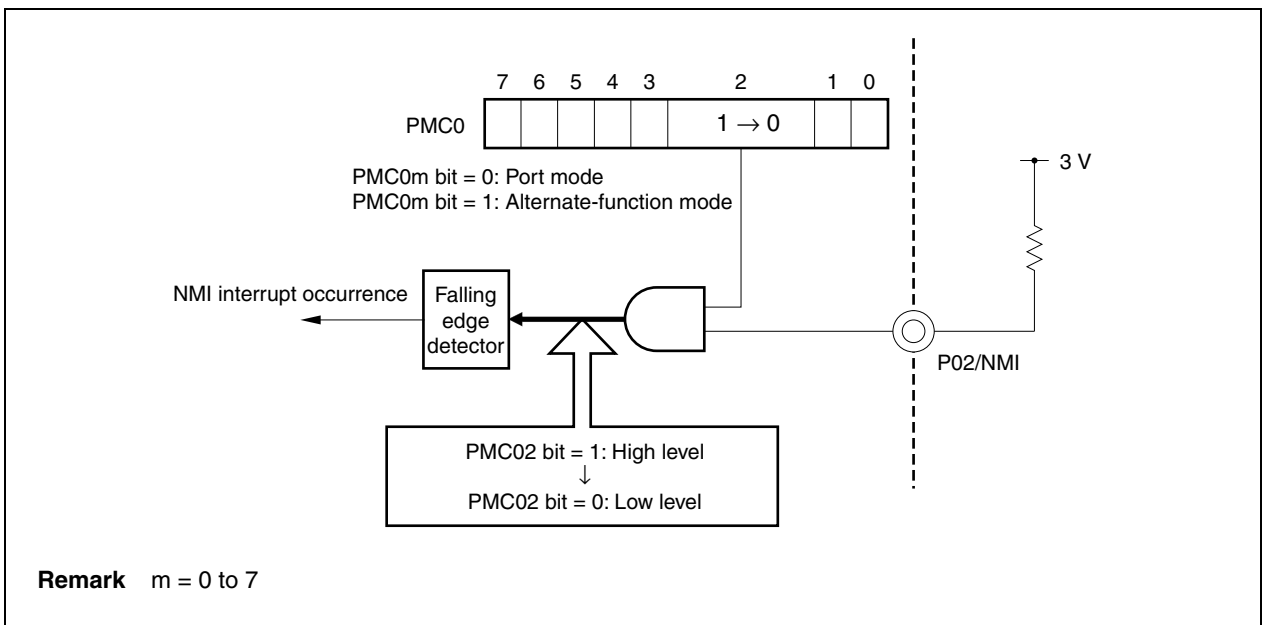 7 6 5 4 3 2 1 0
PMC0 1 → 0
3 V
PMC0m bit = 0: Port mode
PMC0m bit = 1: Alternate-function mode
NMI interrupt occurrence
Falling
edge
detector
P02/NMI
PMC02 bit = 1: High level
↓
PMC02 bit = 0: Low level
Remark m = 0 to 7